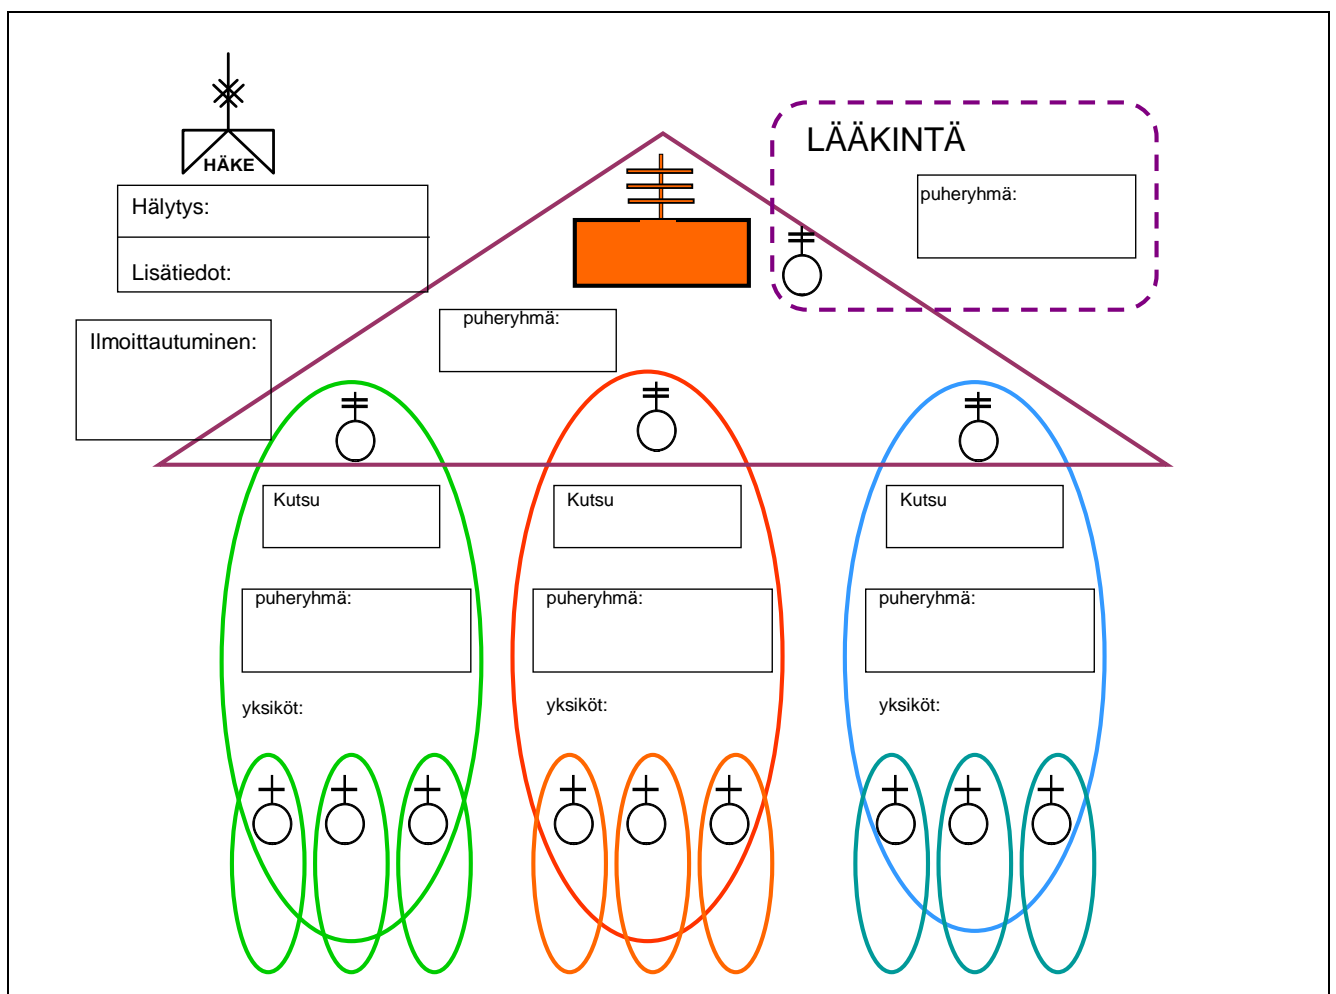 HÄKE
LÄÄKINTÄ
puheryhmä:
Hälytys:
Lisätiedot:
puheryhmä:
Ilmoittautuminen:
Kutsu
Kutsu
Kutsu
puheryhmä:
puheryhmä:
puheryhmä:
yksiköt:
yksiköt:
yksiköt: